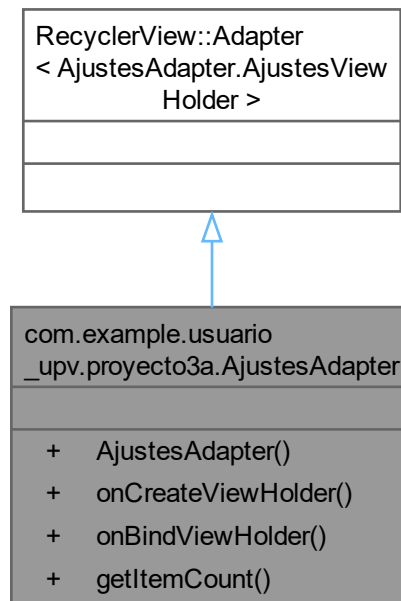 RecyclerView::Adapter
< AjustesAdapter.AjustesView
Holder >
com.example.usuario
_upv.proyecto3a.AjustesAdapter
+ AjustesAdapter()
+ onCreateViewHolder()
+ onBindViewHolder()
+ getItemCount()